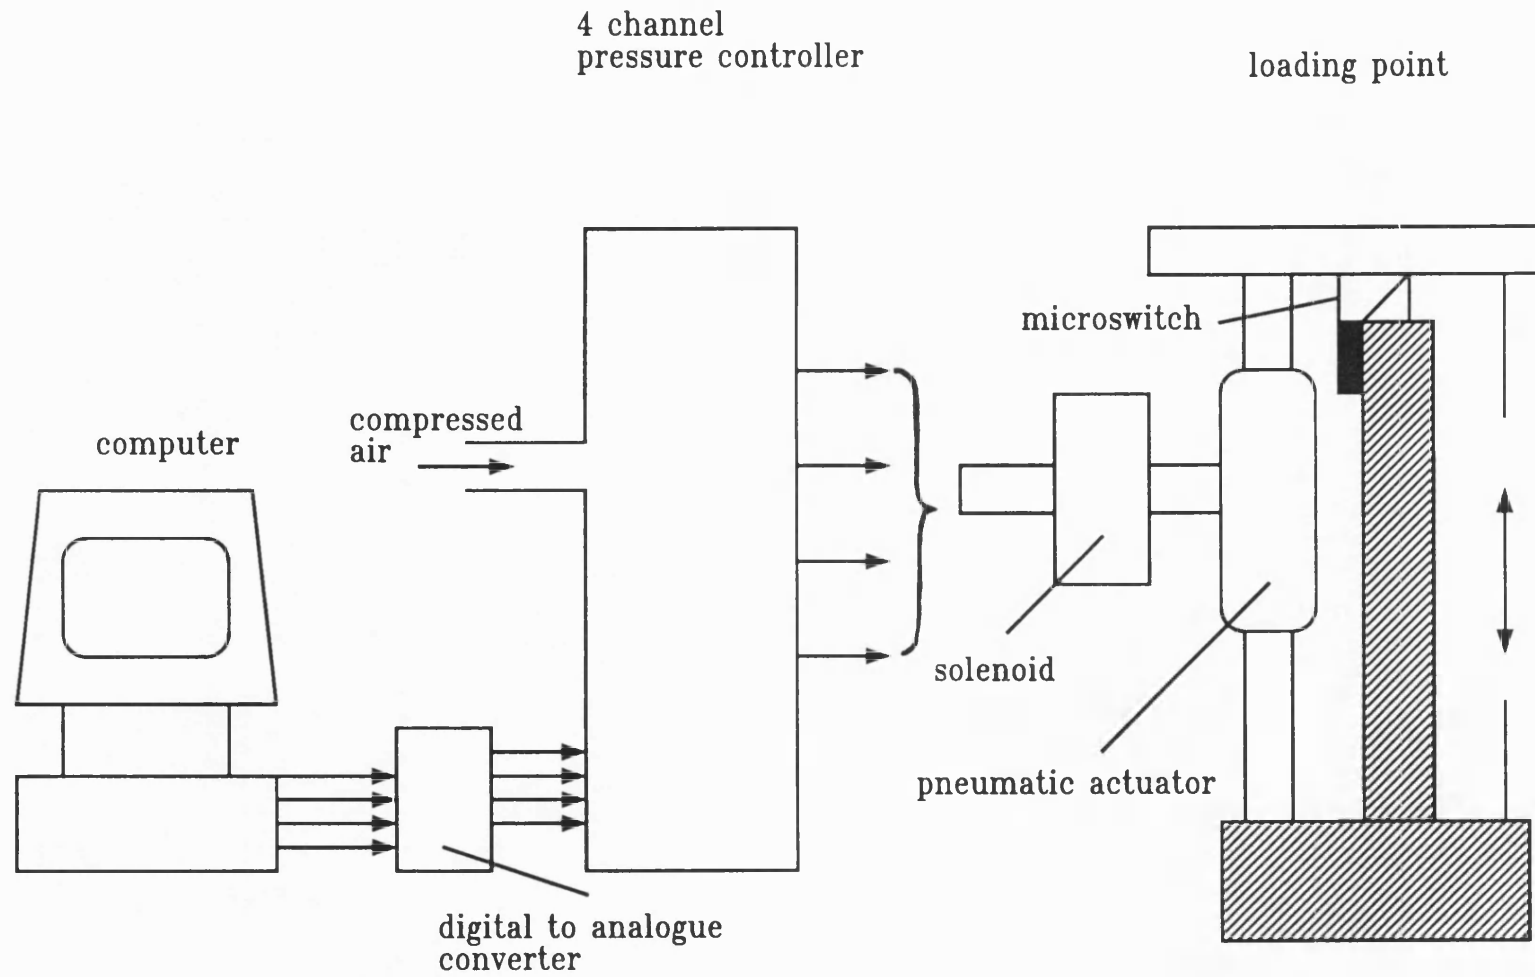 4 channel
pressure controller
loading point
microswitch
compressed
air
computer
solenoid
pneumatic actuator
digital to analogue
converter